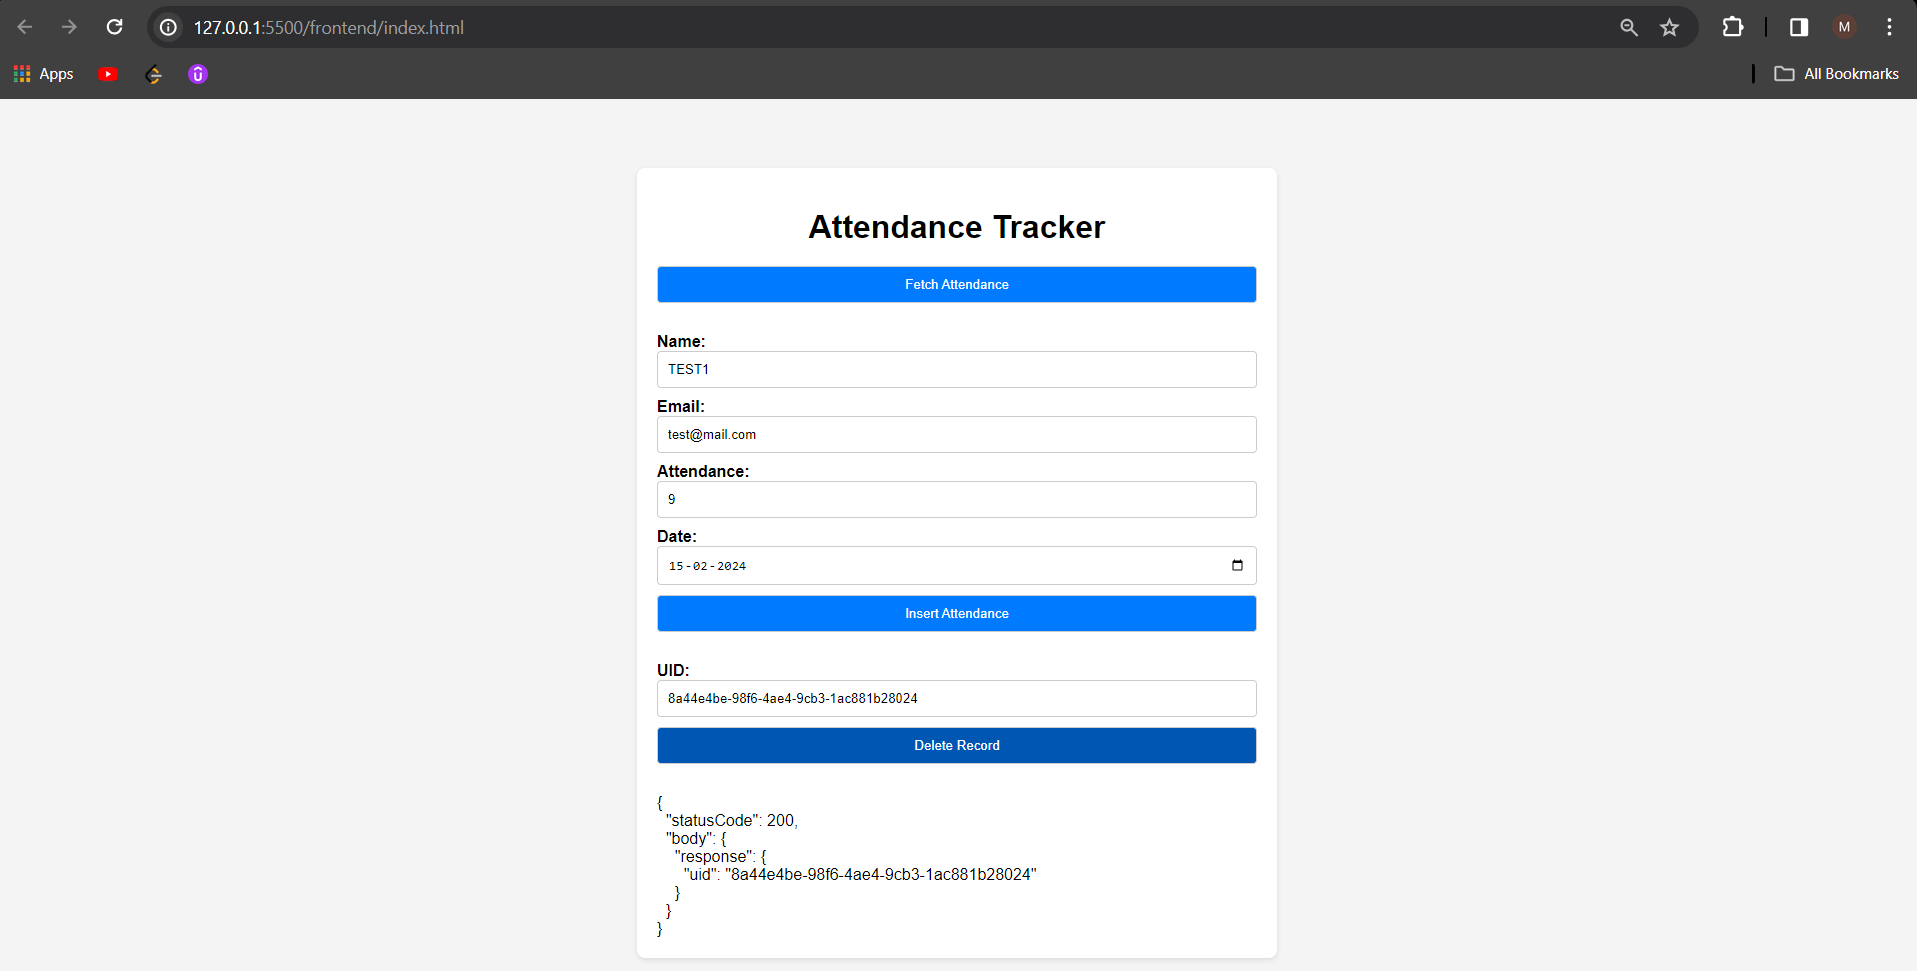 127.0.0.1:5500/frontend/index.html
M
Apps
All Bookmarks
Attendance Tracker
Fetch Attendance
Name:
TEST1
Email:
test@mail.com
Attendance:
9
Date:
15-02-2024
Insert Attendance
UID:
8a44e4be-98f6-4ae4-9cb3-1ac881b28024
Delete Record
{
"statusCode": 200,
"body": {
"response": {
"uid": "8a44e4be-98f6-4ae4-9cb3-1ac881b28024"
}
}
}